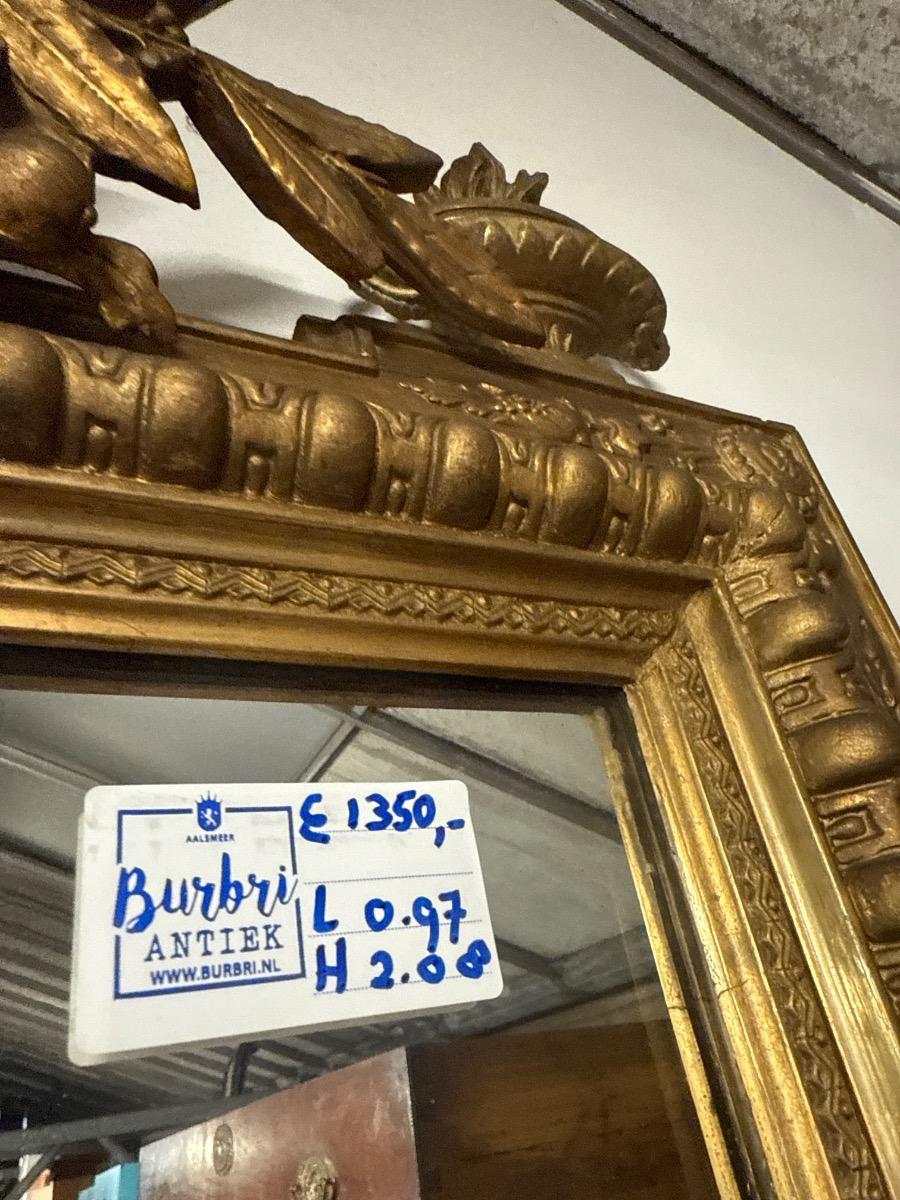 AALSMEER
Burbri
ANTIEK
WWW.BURBRI.NL
€ 1350,-
L 0.97
H 2.08